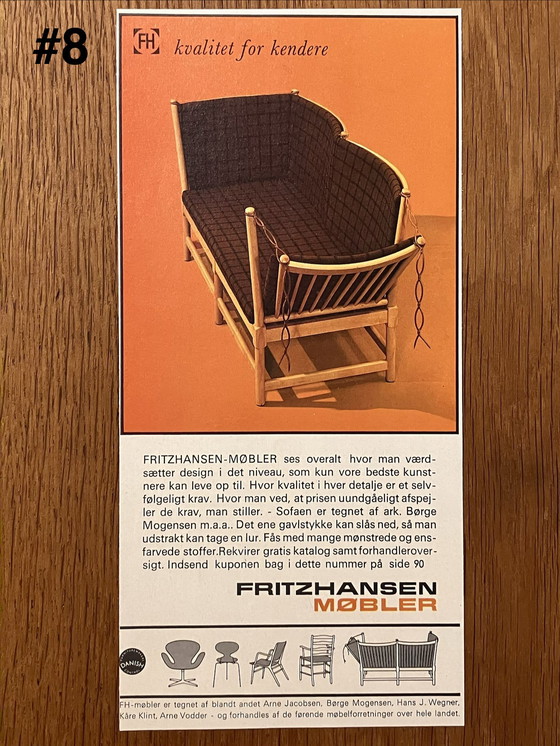 #8
FH kvalitet for kendere
FRITZHANSEN-MØBLER ses overalt hvor man værd-
sætter design i det niveau, som kun vore bedste kunst-
nere kan leve op til. Hvor kvalitet i hver detalje er et selv-
følgeligt krav. Hvor man ved, at prisen uundgåeligt afspej-
ler de krav, man stiller. - Sofaen er tegnet af ark. Børge
Mogensen m.a.a.. Det ene gavlstykke kan slås ned, så man
udstrakt kan tage en lur. Fås med mange mønstrede og ens-
farvede stoffer.Rekvirer gratis katalog samt forhandlerover-
sigt. Indsend kuponen bag i dette nummer på side 90
FRITZHANSEN
MØBLER
DANISH
FH-møbler er tegnet af blandt andet Arne Jacobsen, Børge Mogensen, Hans J. Wegner,
Kåre Klint, Arne Vodder - og forhandles af de førende møbelforretninger over hele landet.